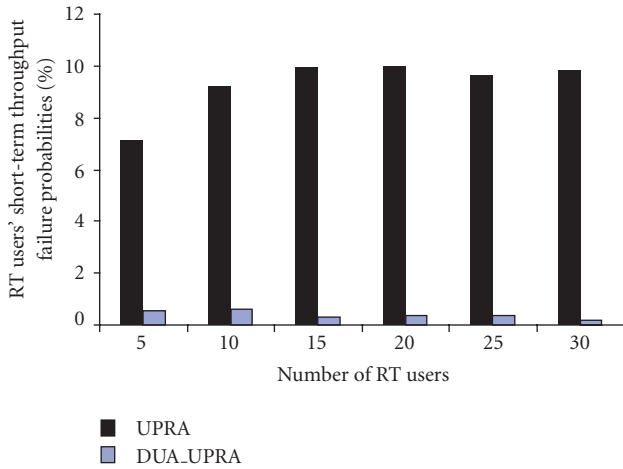 RT users' short-term throughput
failure probabilities (%)
12
10
8
6
4
2
0
5 10 15 20 25 30
Number of RT users
UPRA
DUA_UPRA